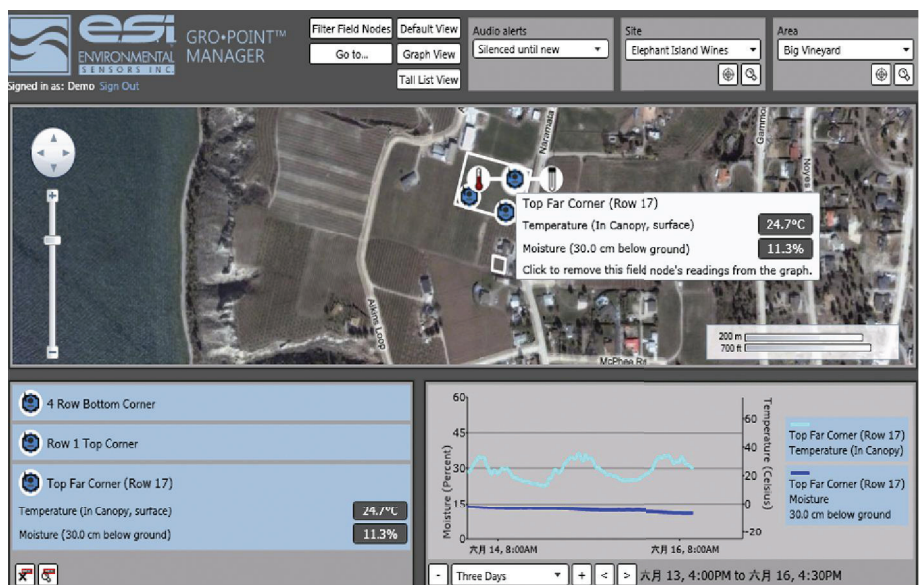 esi
ENVIRONMENTAL
SENSORS INC.
GRO•POINT™
MANAGER
Signed in as: Demo Sign Out
Filter Field Nodes
Default View
Go to...
Graph View
Tall List View
Audio alerts
Silenced until new
Site
Elephant Island Wines
Area
Big Vineyard
Naramata
Gammon
Noyes
Aikins Loop
McPhee Rd
Top Far Corner (Row 17)
Temperature (In Canopy, surface) 24.7°C
Moisture (30.0 cm below ground) 11.3%
Click to remove this field node's readings from the graph.
200 m
700 ft
4 Row Bottom Corner
Row 1 Top Corner
Top Far Corner (Row 17)
Temperature (In Canopy, surface) 24.7°C
Moisture (30.0 cm below ground) 11.3%
Moisture (Percent)
60
45
30
15
0
Temperature (Celsius)
60
40
20
0
-20
六月 14, 8:00AM
六月 16, 8:00AM
Top Far Corner (Row 17)
Temperature (In Canopy)
Top Far Corner (Row 17)
Moisture
30.0 cm below ground
- Three Days + < > 六月 13, 4:00PM to 六月 16, 4:30PM